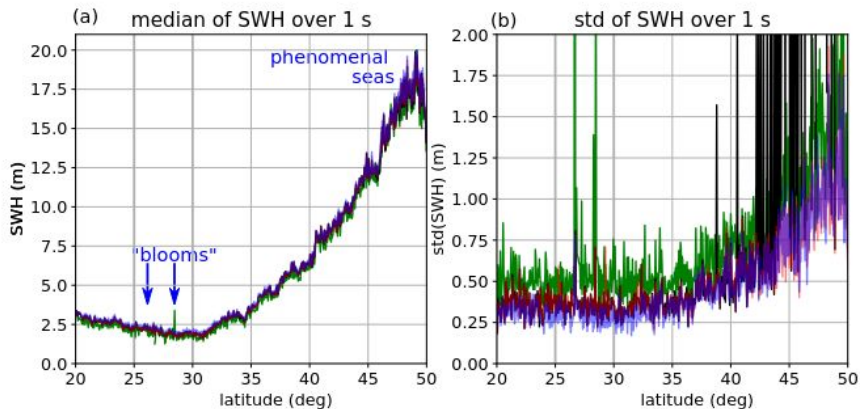 (a) median of SWH over 1 s
20.0
17.5
15.0
12.5
10.0
7.5
5.0
2.5
0.0
SWH (m)
phenomenal
seas
"blooms"
20 25 30 35 40 45 50
latitude (deg)
(b) std of SWH over 1 s
2.00
1.75
1.50
1.25
1.00
0.75
0.50
0.25
0.00
std(SWH) (m)
20 25 30 35 40 45 50
latitude (deg)